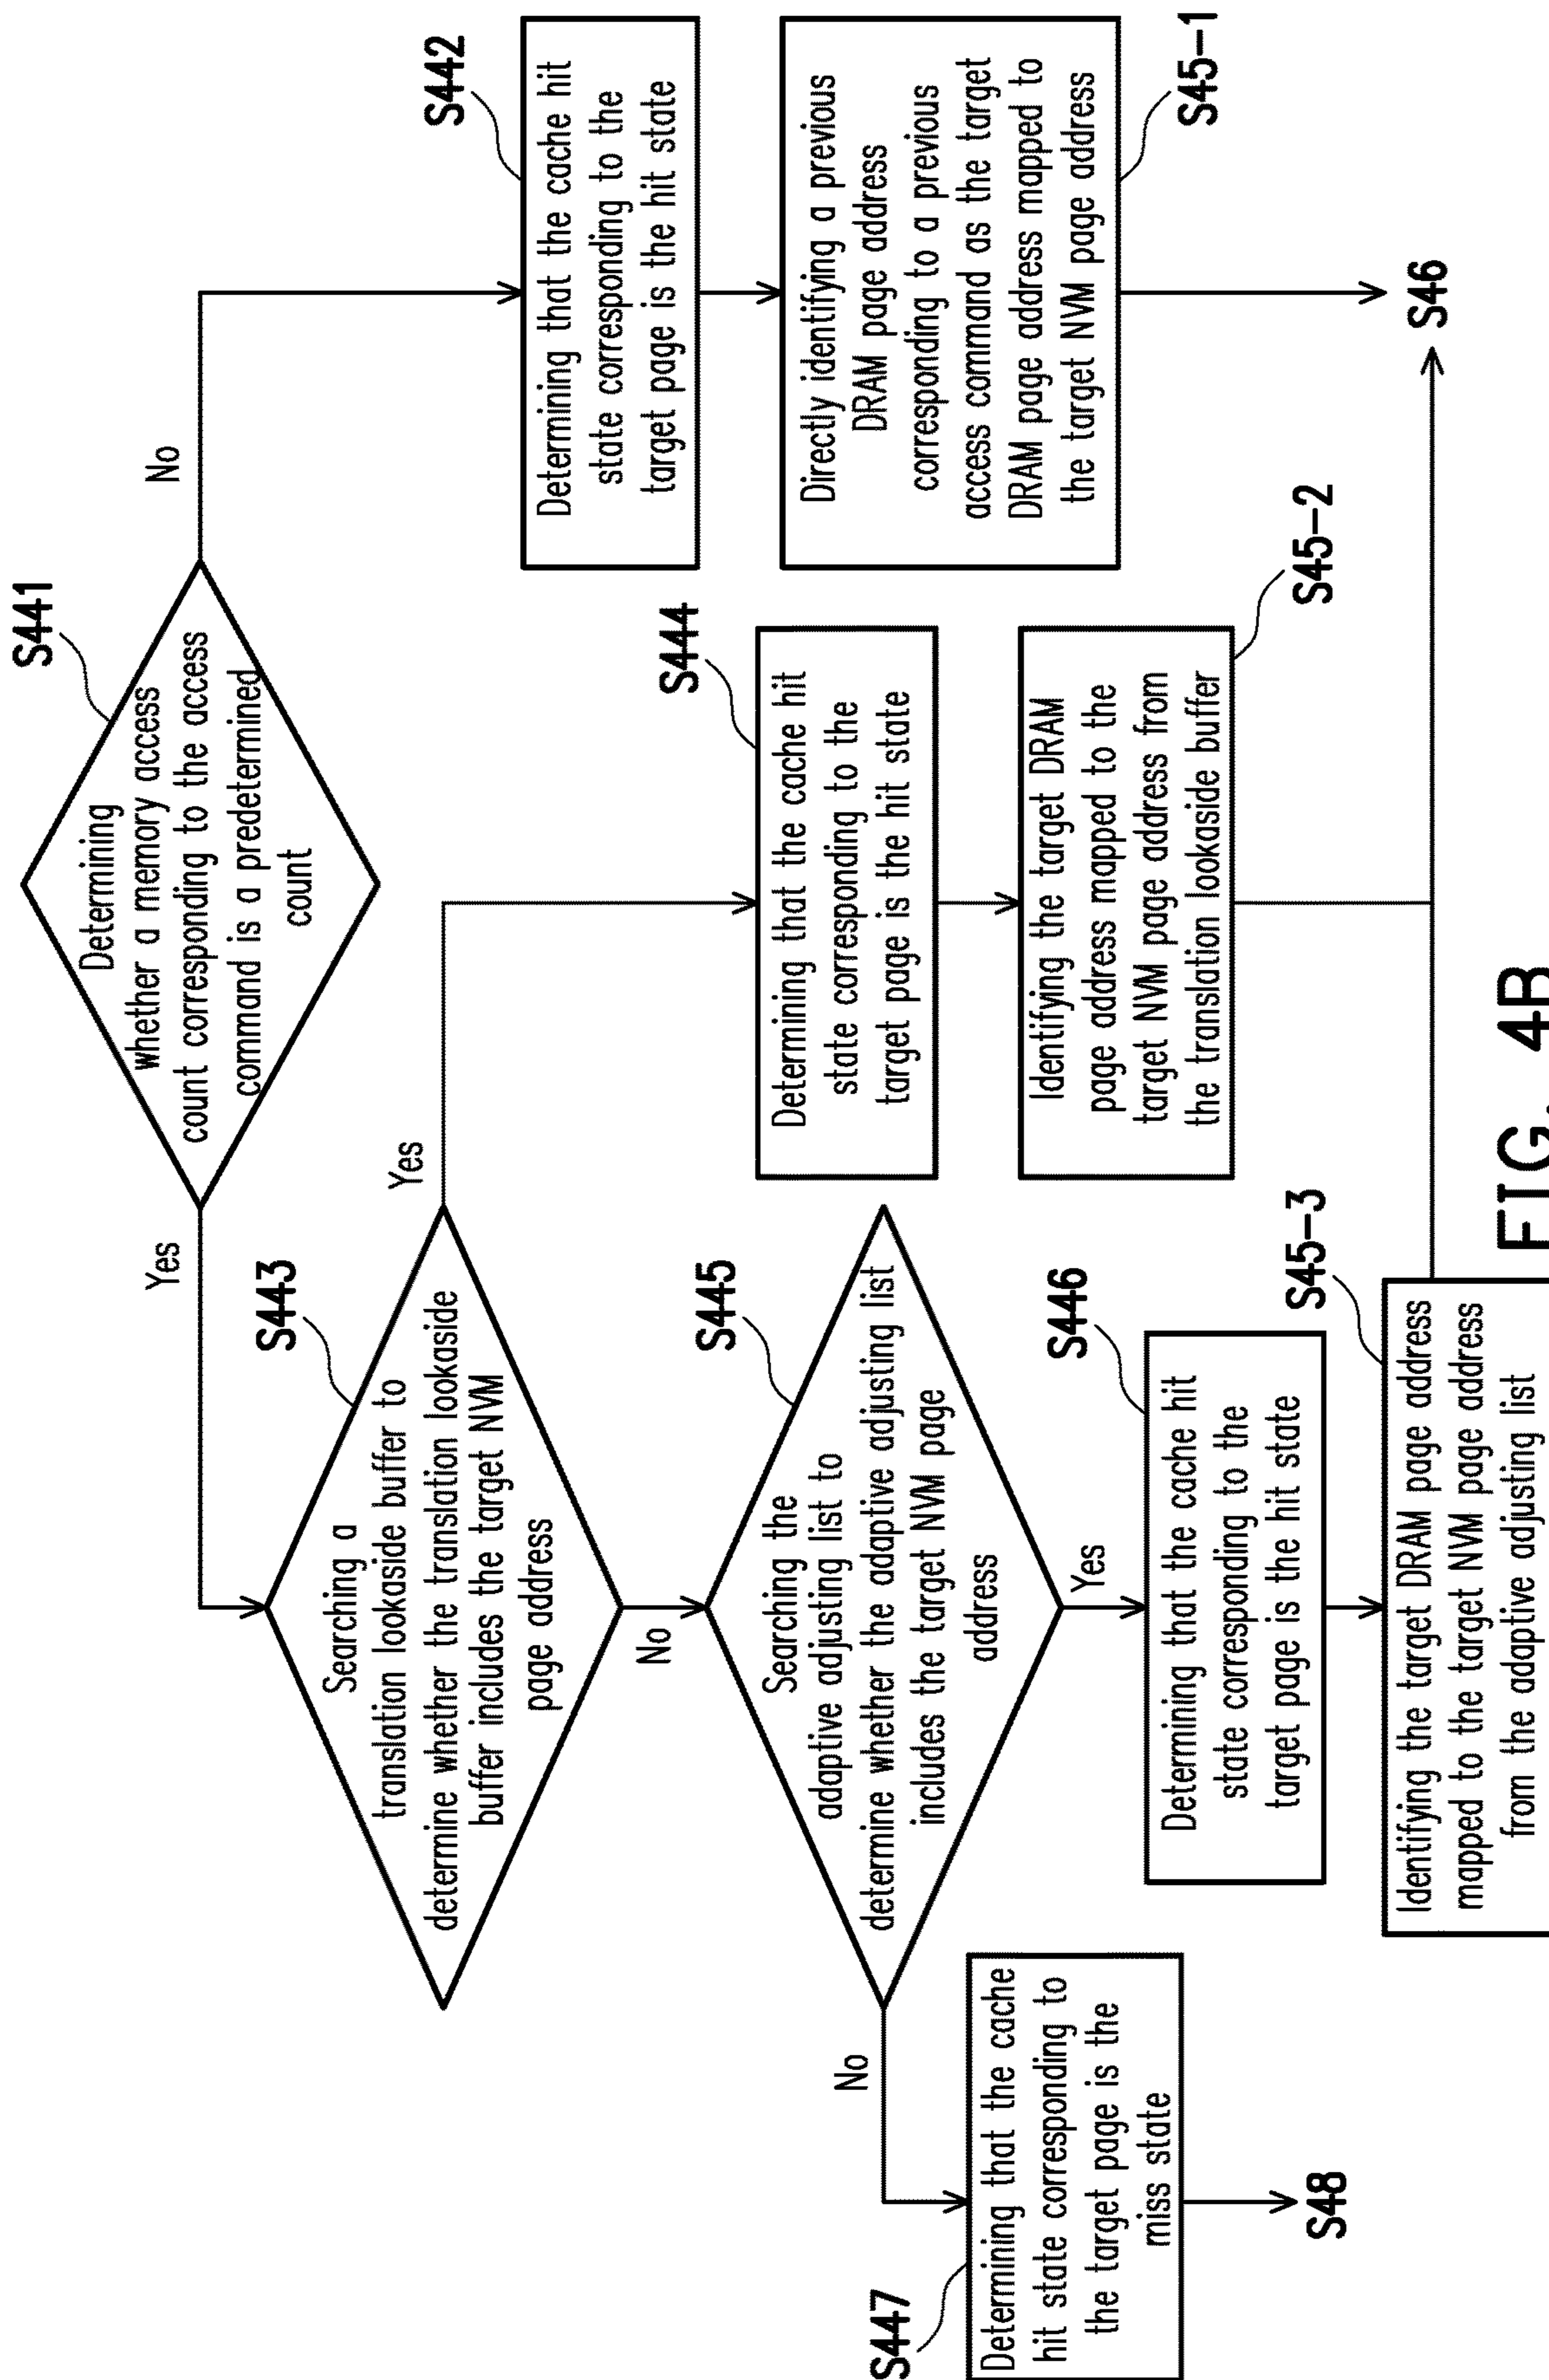 S441
Determining
whether a memory access
count corresponding to the access
command is a predetermined
count
Yes
No
S442
Determining that the cache hit
state corresponding to the
target page is the hit state
Directly identifying a previous
DRAM page address
corresponding to a previous
access command as the target
DRAM page address mapped to
the target NVM page address
S45-1
S443
Searching a
translation lookaside buffer to
determine whether the translation lookaside
buffer includes the target NVM
page address
Yes
No
S444
Determining that the cache hit
state corresponding to the
target page is the hit state
Identifying the target DRAM
page address mapped to the
target NVM page address from
the translation lookaside buffer
S45-2
S445
Searching the
adaptive adjusting list to
determine whether the adaptive adjusting list
includes the target NVM page
address
No
Yes
S446
Determining that the cache hit
state corresponding to the
target page is the hit state
S45-3
Identifying the target DRAM page address
mapped to the target NVM page address
from the adaptive adjusting list
S46
S447
Determining that the cache
hit state corresponding to
the target page is the
miss state
S48
FIG. 4B